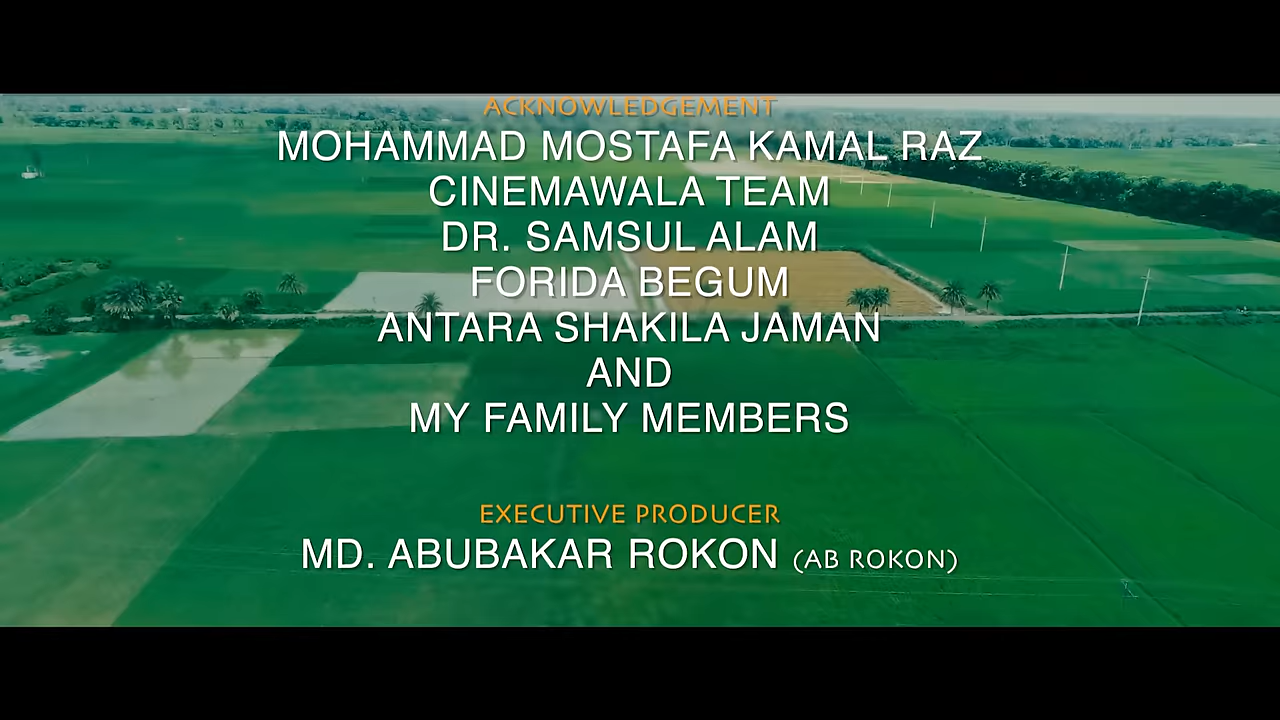 ACKNOWLEDGEMENT
MOHAMMAD MOSTAFA KAMAL RAZ
CINEMAWALA TEAM
DR. SAMSUL ALAM
FORIDA BEGUM
ANTARA SHAKILA JAMAN
AND
MY FAMILY MEMBERS
EXECUTIVE PRODUCER
MD. ABUBAKAR ROKON (AB ROKON)